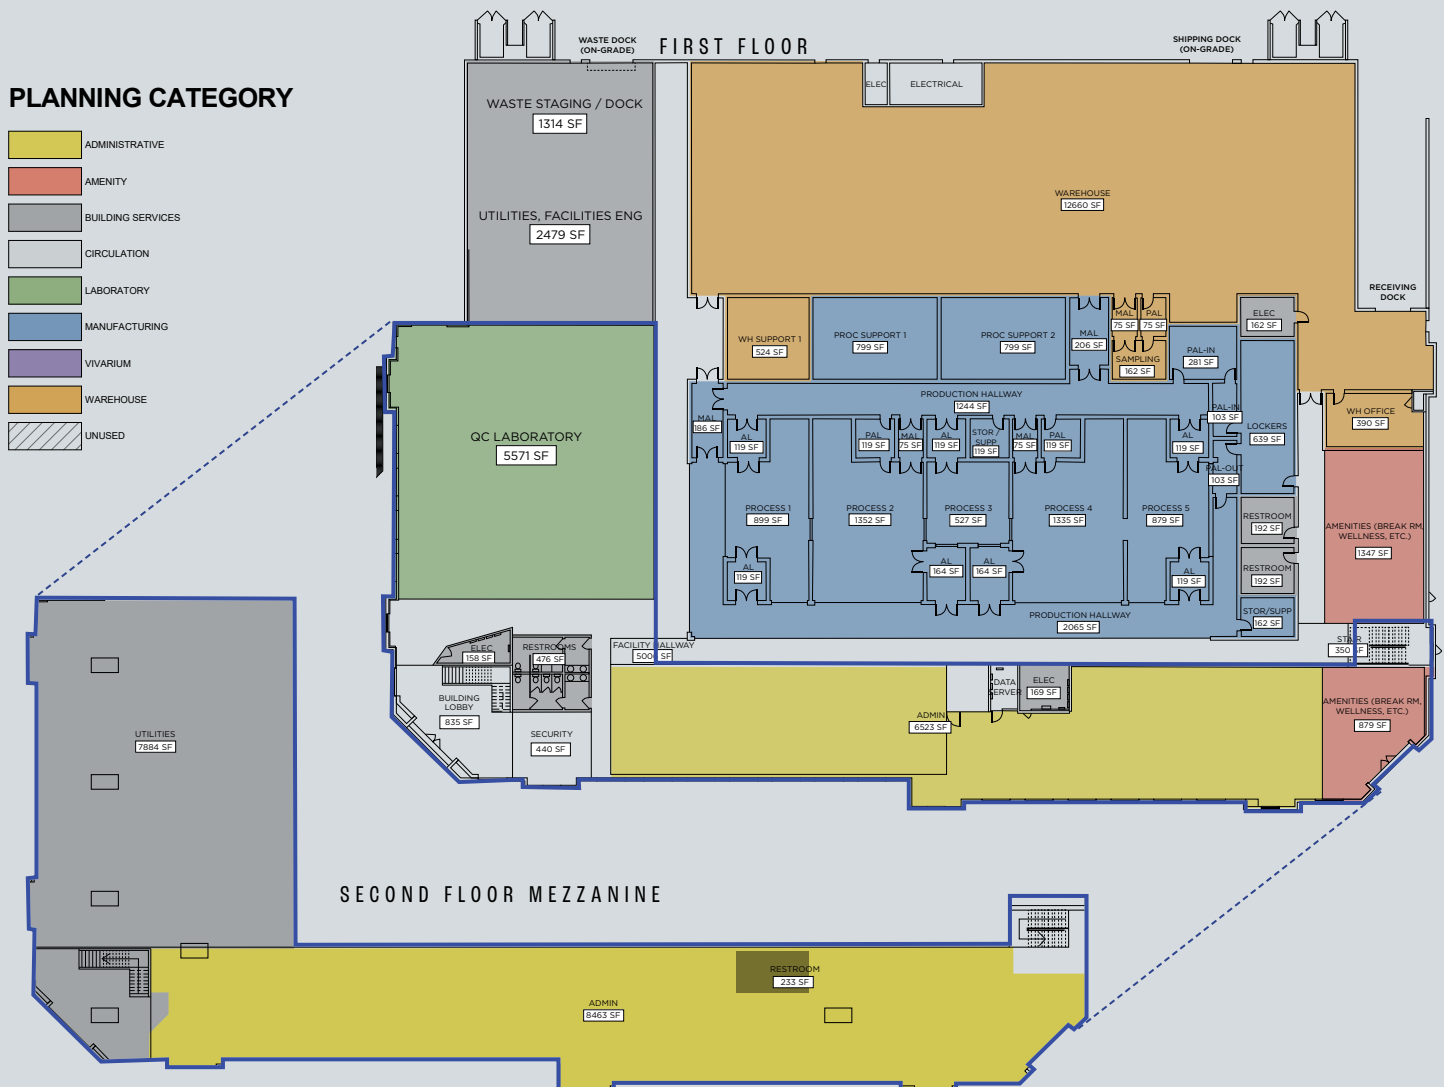 WASTE DOCK
(ON-GRADE)
FIRST FLOOR
SHIPPING DOCK
(ON-GRADE)
PLANNING CATEGORY
ADMINISTRATIVE
AMENITY
BUILDING SERVICES
CIRCULATION
LABORATORY
MANUFACTURING
VIVARIUM
WAREHOUSE
UNUSED
WASTE STAGING / DOCK
1314 SF
UTILITIES, FACILITIES ENG
2479 SF
ELEC
ELECTRICAL
WAREHOUSE
12660 SF
RECEIVING
DOCK
WH SUPPORT 1
524 SF
PROC SUPPORT 1
799 SF
PROC SUPPORT 2
799 SF
MAL
206 SF
MAL
75 SF
PAL
75 SF
SAMPLING
162 SF
PAL-IN
281 SF
ELEC
162 SF
PRODUCTION HALLWAY
1244 SF
MAL
186 SF
AL
119 SF
PAL
119 SF
MAL
75 SF
AL
119 SF
STOR /
SUPP
119 SF
MAL
75 SF
PAL
119 SF
AL
119 SF
PAL-IN
103 SF
PAL-OUT
103 SF
LOCKERS
639 SF
WH OFFICE
390 SF
QC LABORATORY
5571 SF
PROCESS 1
899 SF
PROCESS 2
1352 SF
PROCESS 3
527 SF
PROCESS 4
1335 SF
PROCESS 5
879 SF
RESTROOM
192 SF
AMENITIES (BREAK RM,
WELLNESS, ETC.)
1347 SF
AL
119 SF
AL
164 SF
AL
164 SF
AL
119 SF
RESTROOM
192 SF
PRODUCTION HALLWAY
2065 SF
STOR/SUPP
162 SF
ELEC
158 SF
RESTROOMS
476 SF
FACILITY HALLWAY
500 SF
STAIR
350 SF
BUILDING
LOBBY
835 SF
SECURITY
440 SF
ADMIN
6523 SF
DATA
SERVER
ELEC
169 SF
AMENITIES (BREAK RM,
WELLNESS, ETC.)
879 SF
UTILITIES
7884 SF
SECOND FLOOR MEZZANINE
RESTROOM
233 SF
ADMIN
8463 SF